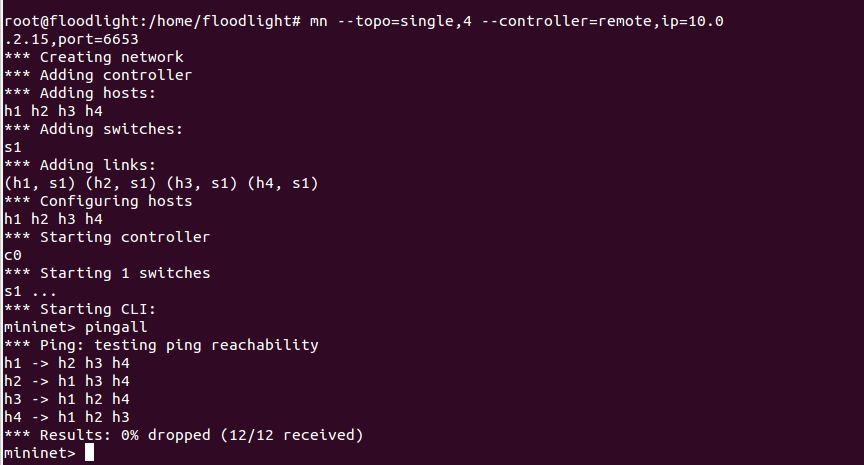 root@floodlight:/home/floodlight# mn --topo=single,4 --controller=remote,ip=10.0
.2.15,port=6653
*** Creating network
*** Adding controller
*** Adding hosts:
h1 h2 h3 h4
*** Adding switches:
s1
*** Adding links:
(h1, s1) (h2, s1) (h3, s1) (h4, s1)
*** Configuring hosts
h1 h2 h3 h4
*** Starting controller
c0
*** Starting 1 switches
s1 ...
*** Starting CLI:
mininet> pingall
*** Ping: testing ping reachability
h1 -> h2 h3 h4
h2 -> h1 h3 h4
h3 -> h1 h2 h4
h4 -> h1 h2 h3
*** Results: 0% dropped (12/12 received)
mininet>